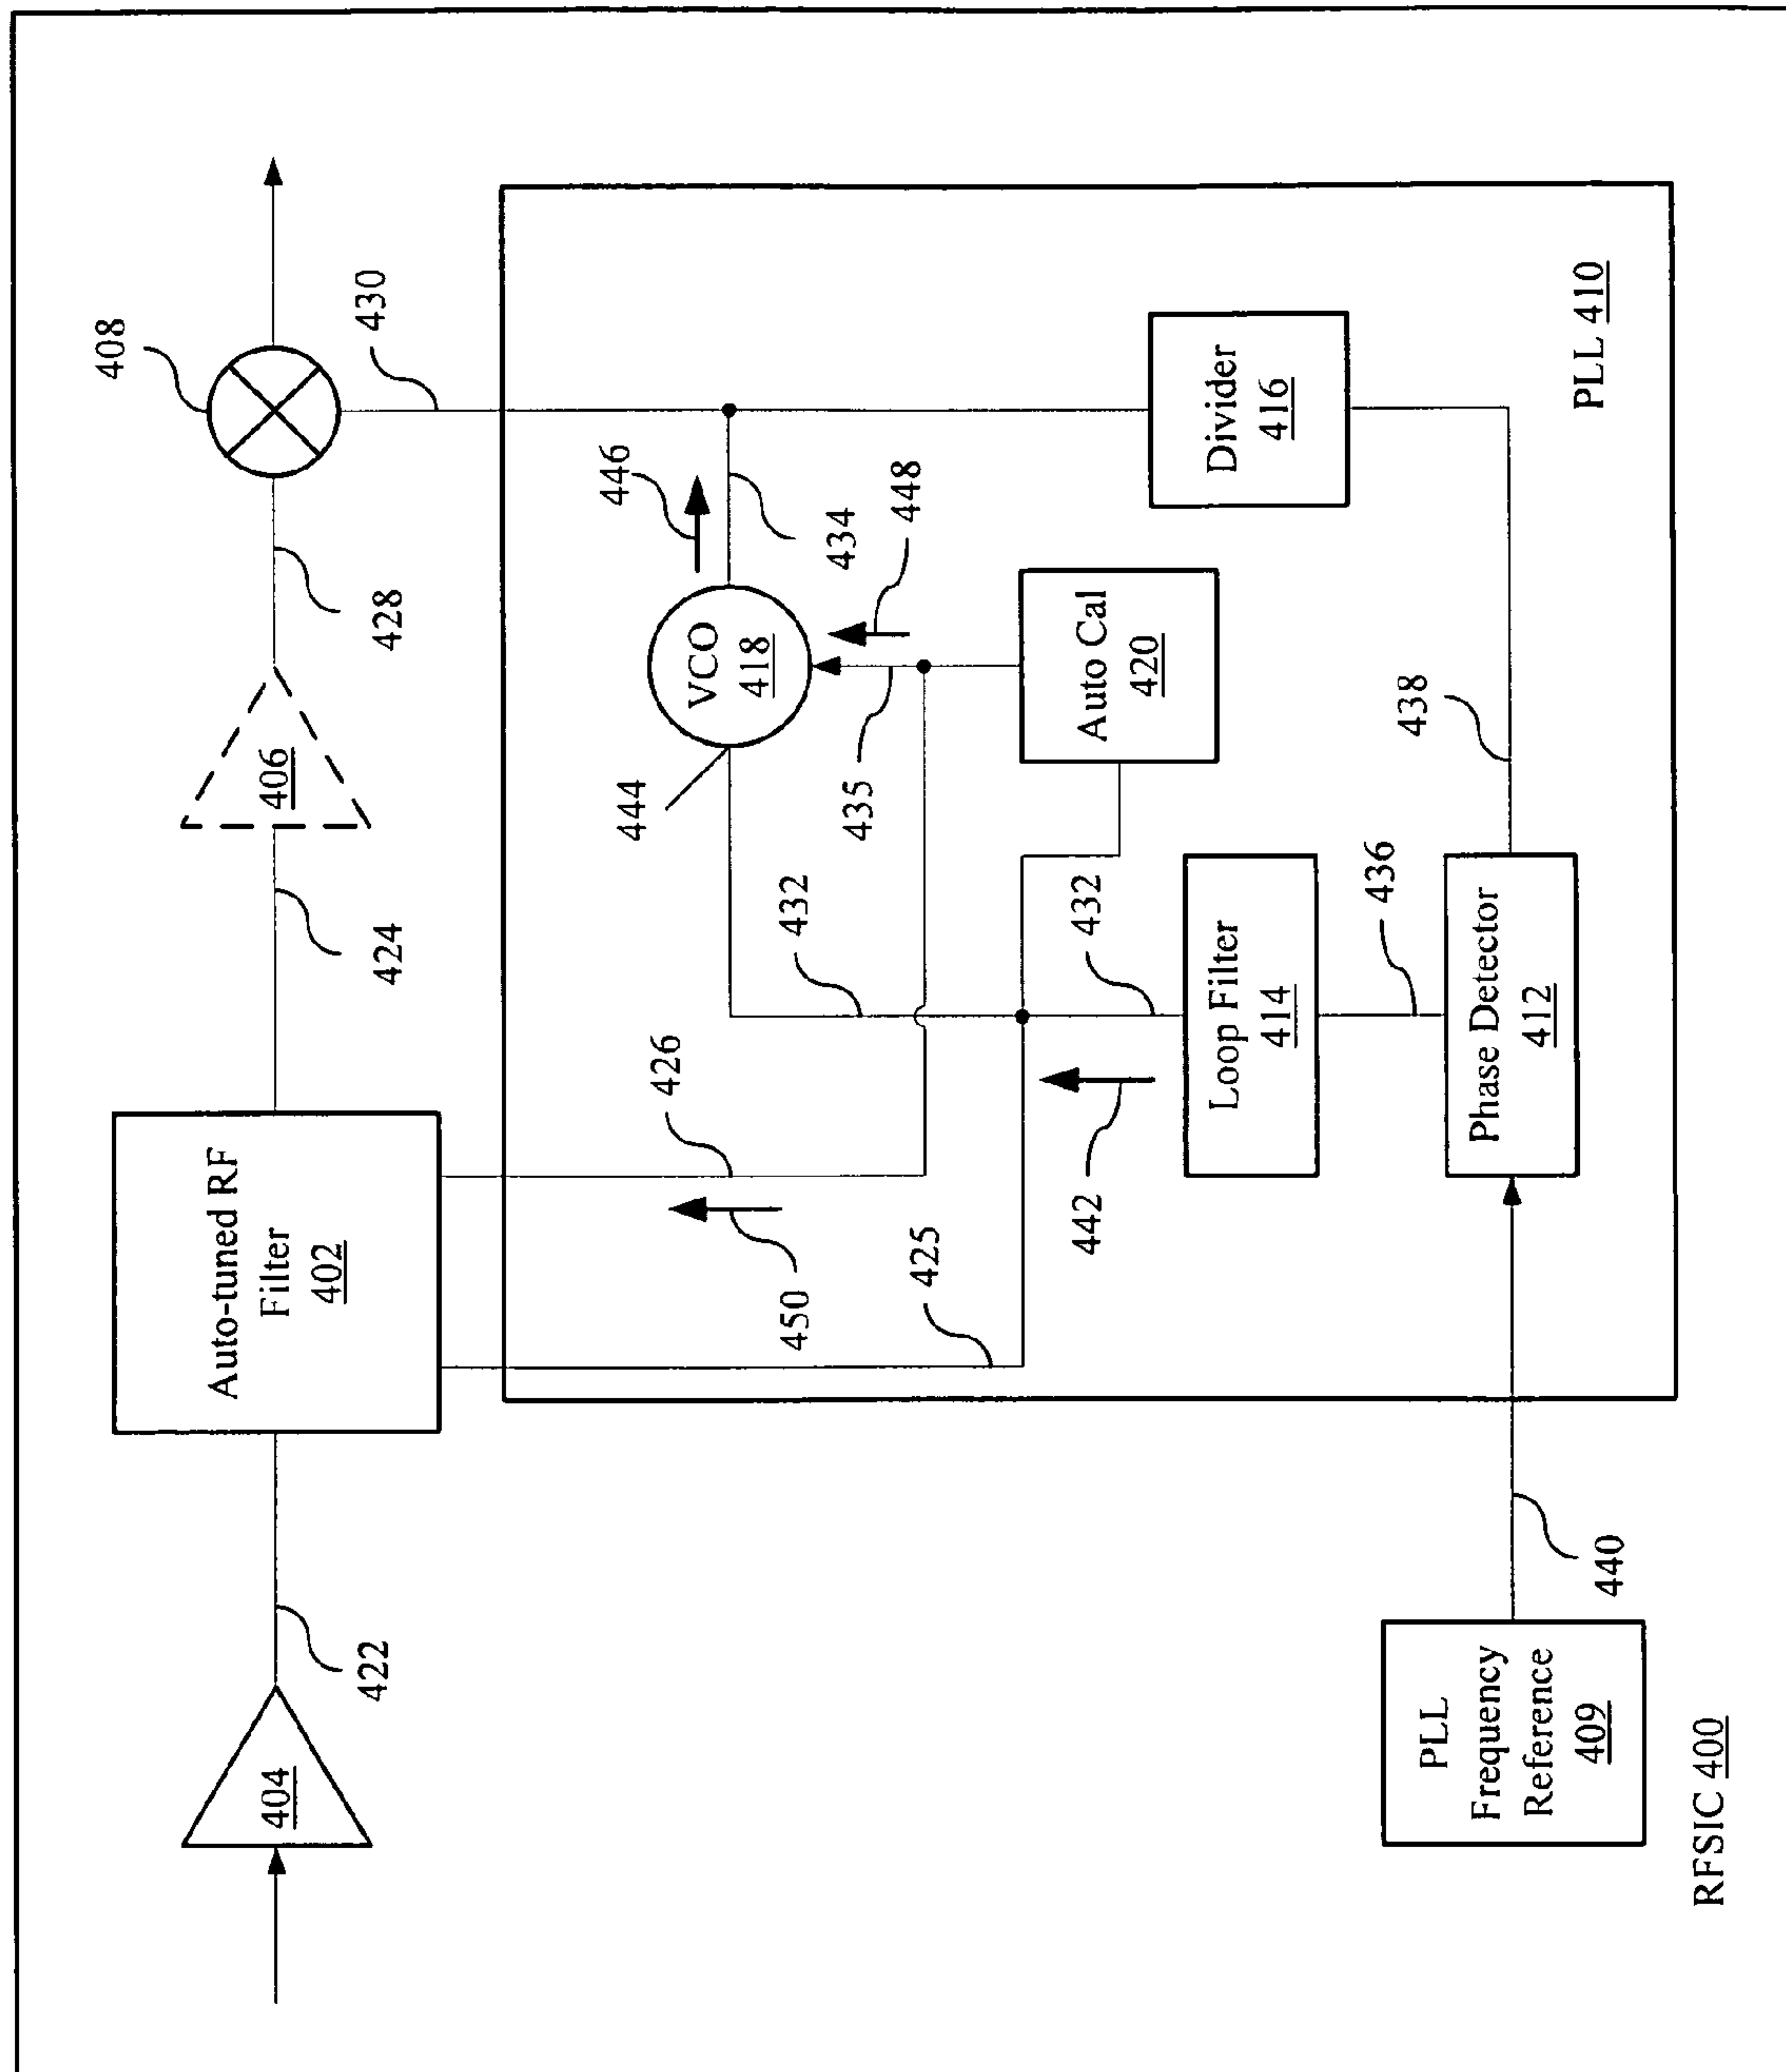 408
406
404
422
424
428
430
Auto-tuned RF
Filter
402
446
434
448
VCO
418
444
435
426
450
425
432
432
442
Auto Cal
420
Divider
416
Loop Filter
414
436
438
Phase Detector
412
PLL 410
440
PLL
Frequency
Reference
409
RFSIC 400